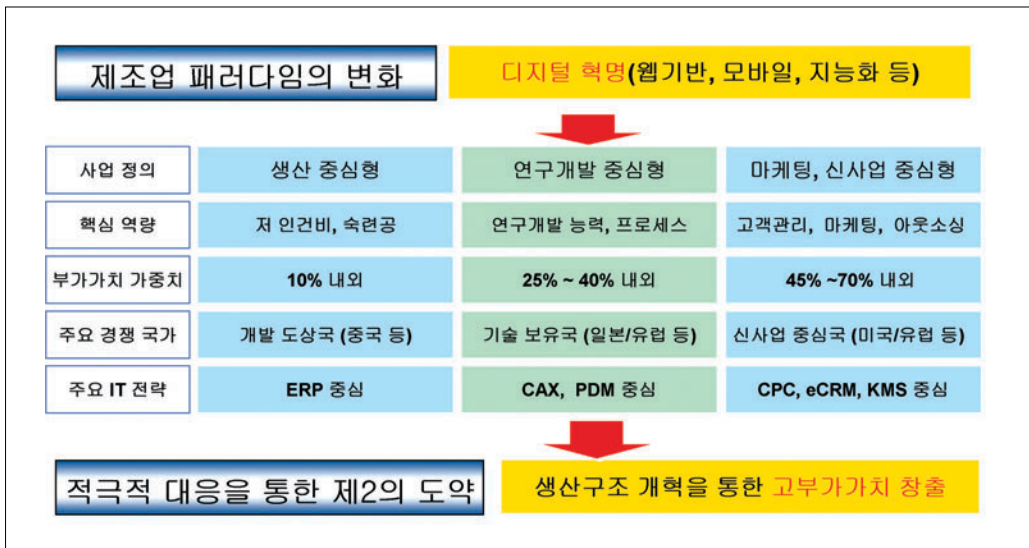 제조업 패러다임의 변화
디지털 혁명(웹기반, 모바일, 지능화 등)
사업 정의
생산 중심형
연구개발 중심형
마케팅, 신사업 중심형
핵심 역량
저 인건비, 숙련공
연구개발 능력, 프로세스
고객관리, 마케팅, 아웃소싱
부가가치 가중치
10% 내외
25% ~ 40% 내외
45% ~70% 내외
주요 경쟁 국가
개발 도상국 (중국 등)
기술 보유국 (일본/유럽 등)
신사업 중심국 (미국/유럽 등)
주요 IT 전략
ERP 중심
CAX, PDM 중심
CPC, eCRM, KMS 중심
적극적 대응을 통한 제2의 도약
생산구조 개혁을 통한 고부가가치 창출